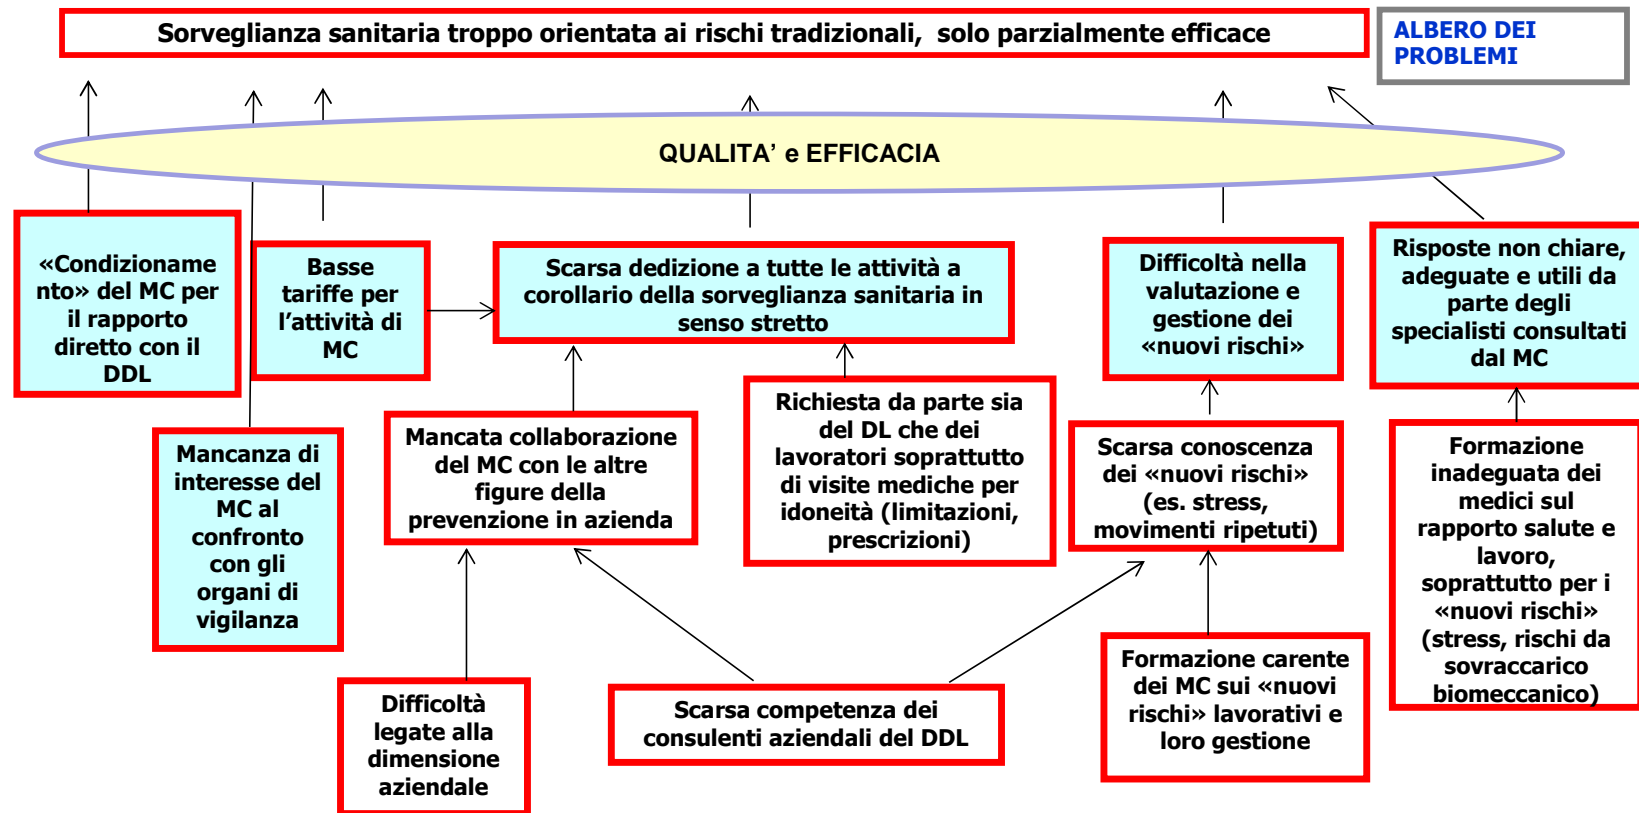 Sorveglianza sanitaria troppo orientata ai rischi tradizionali, solo parzialmente efficace
ALBERO DEI
PROBLEMI
QUALITA' e EFFICACIA
«Condizioname
nto» del MC per
il rapporto
diretto con il
DDL
Basse
tariffe per
l'attività di
MC
Scarsa dedizione a tutte le attività a
corollario della sorveglianza sanitaria in
senso stretto
Difficoltà nella
valutazione e
gestione dei
«nuovi rischi»
Risposte non chiare,
adeguate e utili da
parte degli
specialisti consultati
dal MC
Mancanza di
interesse del
MC al
confronto
con gli
organi di
vigilanza
Mancata collaborazione
del MC con le altre
figure della
prevenzione in azienda
Richiesta da parte sia
del DL che dei
lavoratori soprattutto
di visite mediche per
idoneità (limitazioni,
prescrizioni)
Scarsa conoscenza
dei «nuovi rischi»
(es. stress,
movimenti ripetuti)
Formazione
inadeguata dei
medici sul
rapporto salute e
lavoro,
soprattutto per i
«nuovi rischi»
(stress, rischi da
sovraccarico
biomeccanico)
Difficoltà
legate alla
dimensione
aziendale
Scarsa competenza dei
consulenti aziendali del DDL
Formazione carente
dei MC sui «nuovi
rischi» lavorativi e
loro gestione